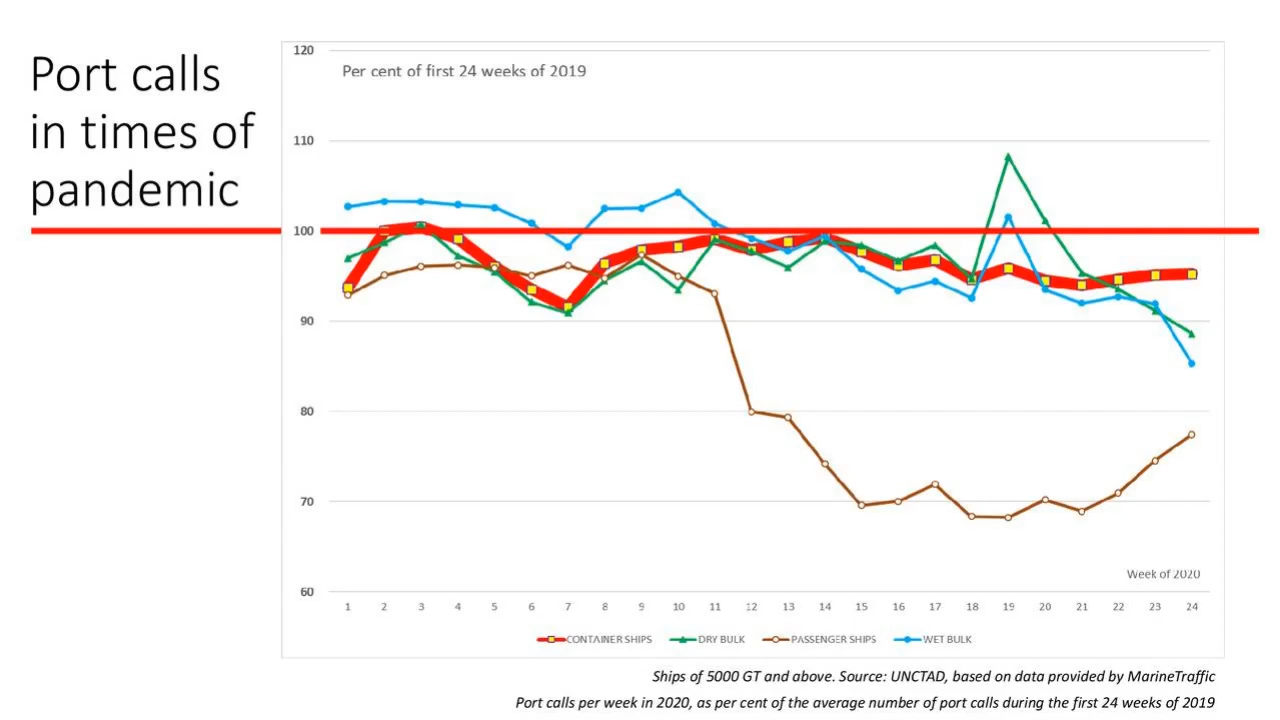 Port calls
in times of
pandemic
120
Per cent of first 24 weeks of 2019
110
100
90
80
70
60
Week of 2020
1 2 3 4 5 6 7 8 9 10 11 12 13 14 15 16 17 18 19 20 21 22 23 24
CONTAINER SHIPS DRY BULK PASSENGER SHIPS WET BULK
Ships of 5000 GT and above. Source: UNCTAD, based on data provided by MarineTraffic
Port calls per week in 2020, as per cent of the average number of port calls during the first 24 weeks of 2019